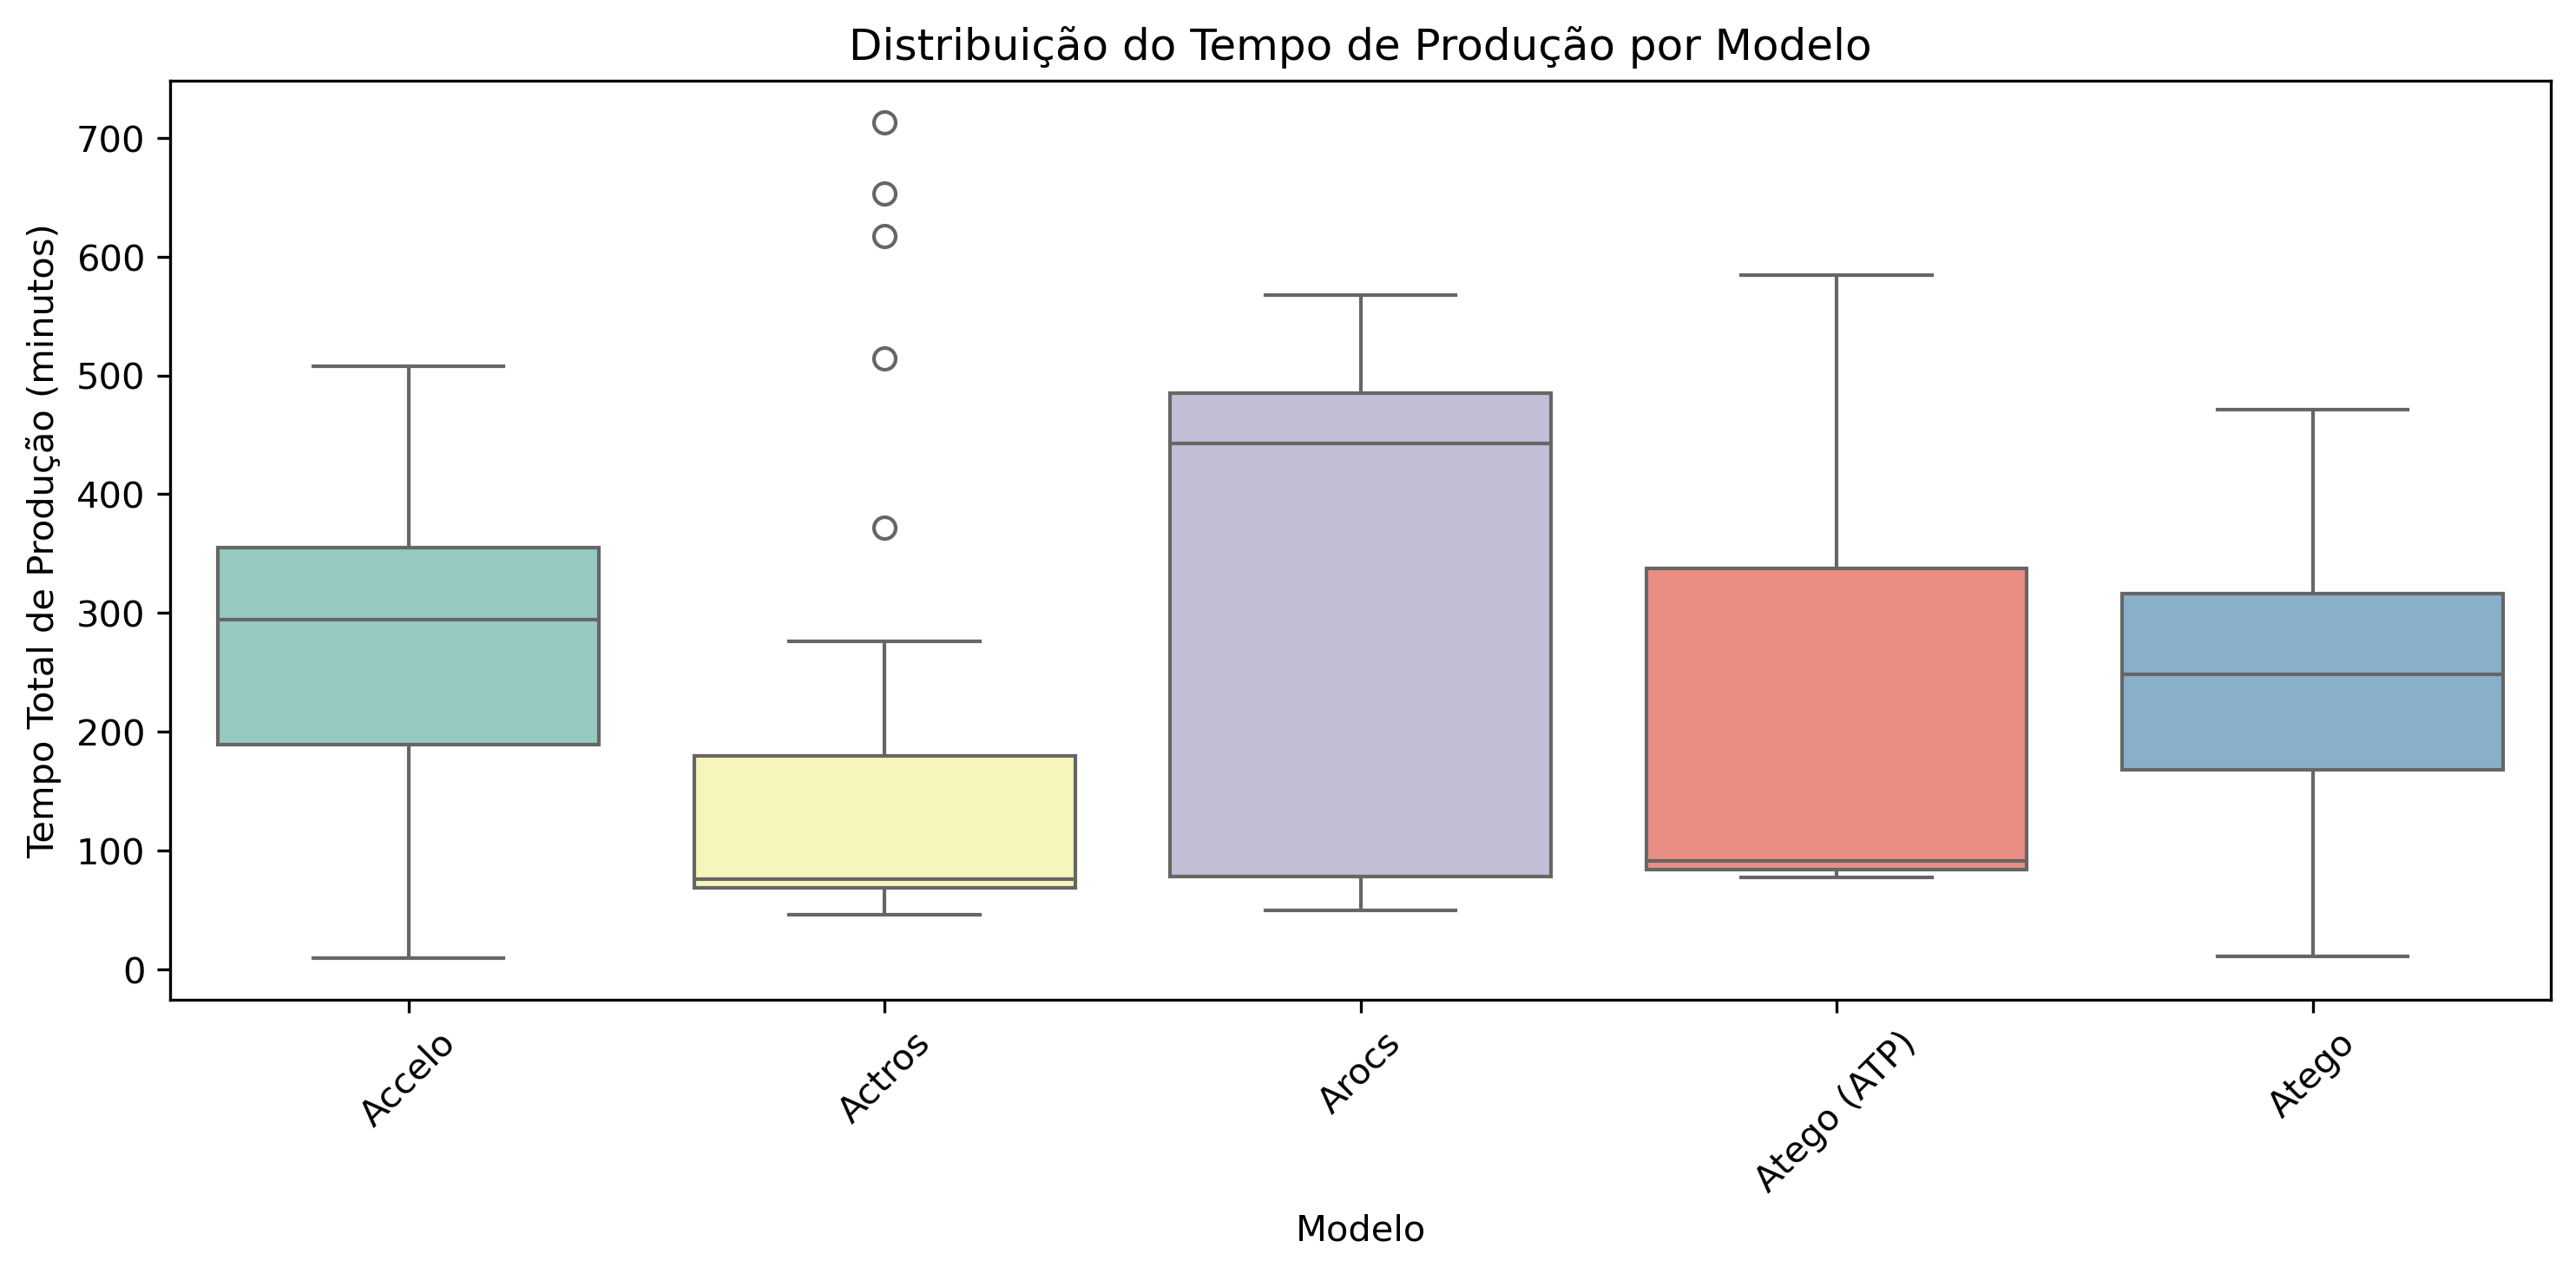 Distribuição do Tempo de Produção por Modelo
Tempo Total de Produção (minutos)
700
600
500
400
300
200
100
0
Accelo
Actros
Arocs
Atego (ATP)
Atego
Modelo